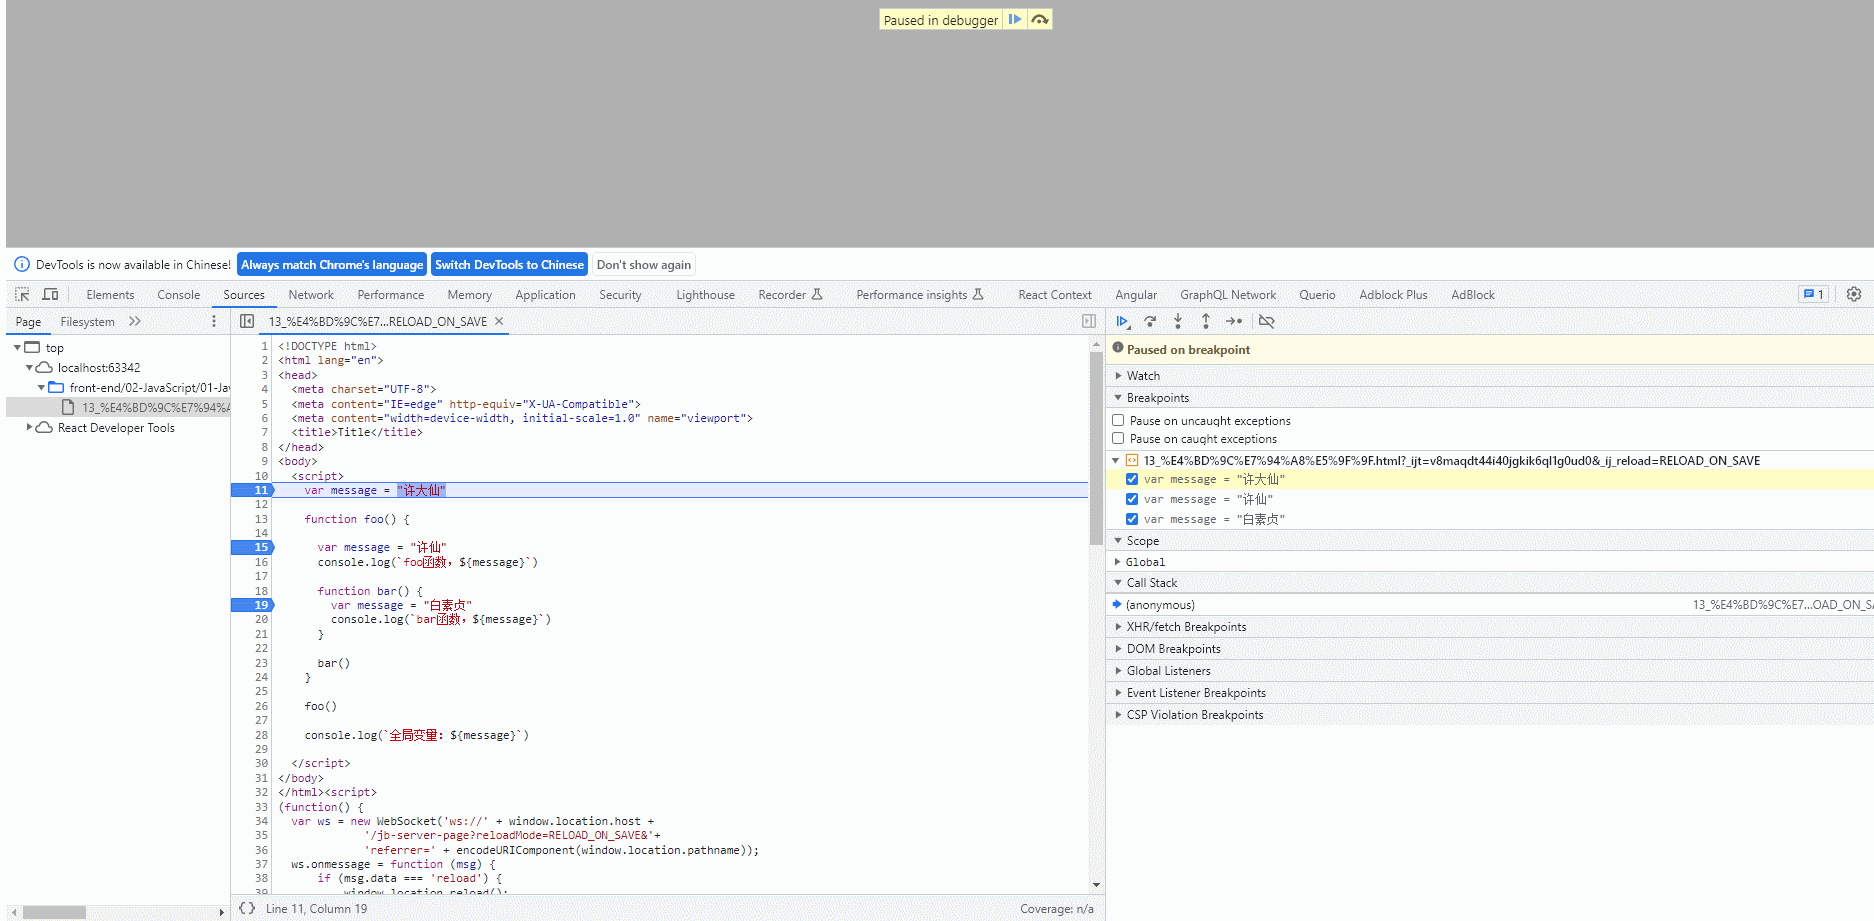 Paused in debugger
DevTools is now available in Chinese! Always match Chrome's language Switch DevTools to Chinese Don't show again
Elements Console Sources Network Performance Memory Application Security Lighthouse Recorder Performance insights React Context Angular GraphQL Network Querio Adblock Plus AdBlock 1
Page Filesystem
top
localhost:63342
front-end/02-JavaScript/01-Jav
13_%E4%BD%9C%E7%94%A
React Developer Tools
13_%E4%BD%9C%E7...RELOAD_ON_SAVE
1 <!DOCTYPE html>
2 <html lang="en">
3 <head>
4 <meta charset="UTF-8">
5 <meta content="IE=edge" http-equiv="X-UA-Compatible">
6 <meta content="width=device-width, initial-scale=1.0" name="viewport">
7 <title>Title</title>
8 </head>
9 <body>
10 <script>
11 var message = "许大仙"
12
13 function foo() {
14
15 var message = "许仙"
16 console.log(`foo函数，${message}`)
17
18 function bar() {
19 var message = "白素贞"
20 console.log(`bar函数，${message}`)
21 }
22
23 bar()
24 }
25
26 foo()
27
28 console.log(`全局变量：${message}`)
29
30 </script>
31 </body>
32 </html><script>
33 (function() {
34 var ws = new WebSocket('ws://' + window.location.host +
35 '/jb-server-page?reloadMode=RELOAD_ON_SAVE&'+
36 'referrer=' + encodeURIComponent(window.location.pathname));
37 ws.onmessage = function (msg) {
38 if (msg.data === 'reload') {
39 window.location.reload();
{} Line 11, Column 19 Coverage: n/a
Paused on breakpoint
Watch
Breakpoints
Pause on uncaught exceptions
Pause on caught exceptions
13_%E4%BD%9C%E7%94%A8%E5%9F%9F.html?_ijt=v8maqdt44i40jgkik6ql1g0ud0&_ij_reload=RELOAD_ON_SAVE
var message = "许大仙"
var message = "许仙"
var message = "白素贞"
Scope
Global
Call Stack
(anonymous) 13_%E4%BD%9C%E7...OAD_ON_SA
XHR/fetch Breakpoints
DOM Breakpoints
Global Listeners
Event Listener Breakpoints
CSP Violation Breakpoints